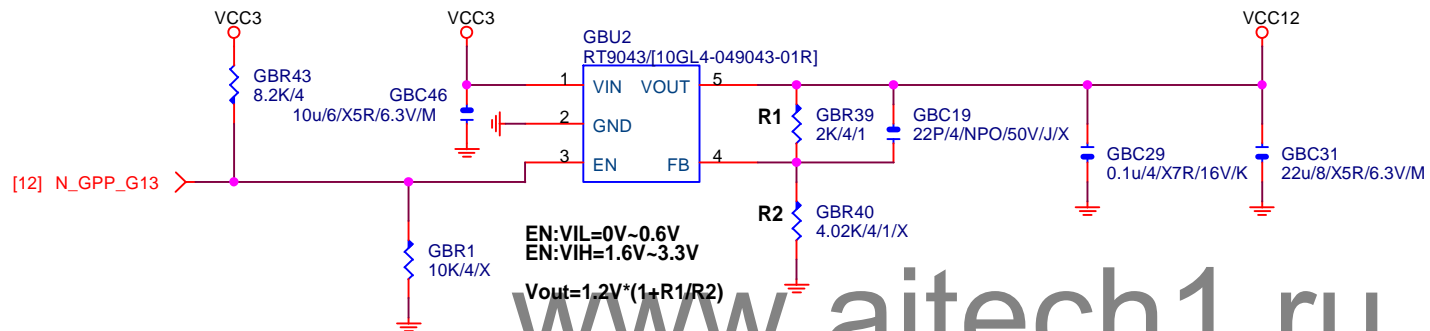 VCC3
VCC3
VCC12
GBU2
RT9043/[10GL4-049043-01R]
GBR43
8.2K/4
GBC46
10u/6/X5R/6.3V/M
1
VIN
VOUT
5
2
GND
3
EN
FB
4
R1
GBR39
2K/4/1
GBC19
22P/4/NPO/50V/J/X
GBC29
0.1u/4/X7R/16V/K
GBC31
22u/8/X5R/6.3V/M
[12] N_GPP_G13
R2
GBR40
4.02K/4/1/X
GBR1
10K/4/X
EN:VIL=0V~0.6V
EN:VIH=1.6V~3.3V
Vout=1.2V*(1+R1/R2)
www.aitech1.ru